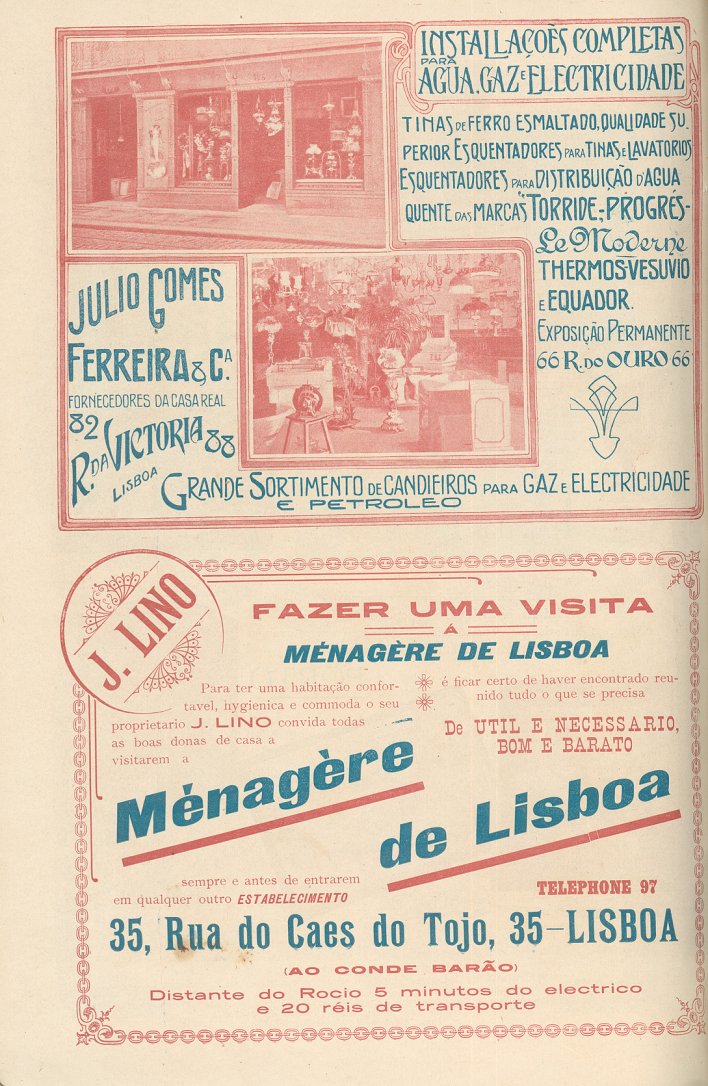 INSTALLAÇOÈS COMPLETAS
PARA
AGUA, GAZ E ELECTRICIDADE
TINAS DE FERRO ESMALTADO, QUALIDADE SU-
PERIOR ESQUENTADORES PARA TINAS E LAVATORIOS
ESQUENTADORES PARA DISTRIBUIÇÃO D'AGUA
QUENTE DAS MARCAS "TORRIDE", PROGRÉS-
Le Moderne
THERMOS-VESUVIO
E EQUADOR.
EXPOSIÇÃO PERMANENTE
66 R. DO OURO 66
JULIO GOMES
FERREIRA & Cª.
FORNECEDORES DA CASA REAL
82 R. DA VICTORIA 88
LISBOA
GRANDE SORTIMENTO DE CANDIEIROS PARA GAZ E ELECTRICIDADE
E PETROLEO
J. LINO
FAZER UMA VISITA
Á
MÉNAGÈRE DE LISBOA
Para ter uma habitação confor-
tavel, hygienica e commoda o seu
proprietario J. LINO convida todas
as boas donas de casa a
visitarem a
é ficar certo de haver encontrado reu-
nido tudo o que se precisa
De UTIL E NECESSARIO,
BOM E BARATO
Ménagère
de Lisboa
sempre e antes de entrarem
em qualquer outro ESTABELECIMENTO
TELEPHONE 97
35, Rua do Caes do Tojo, 35–LISBOA
(AO CONDE BARÃO)
Distante do Rocio 5 minutos do electrico
e 20 réis de transporte